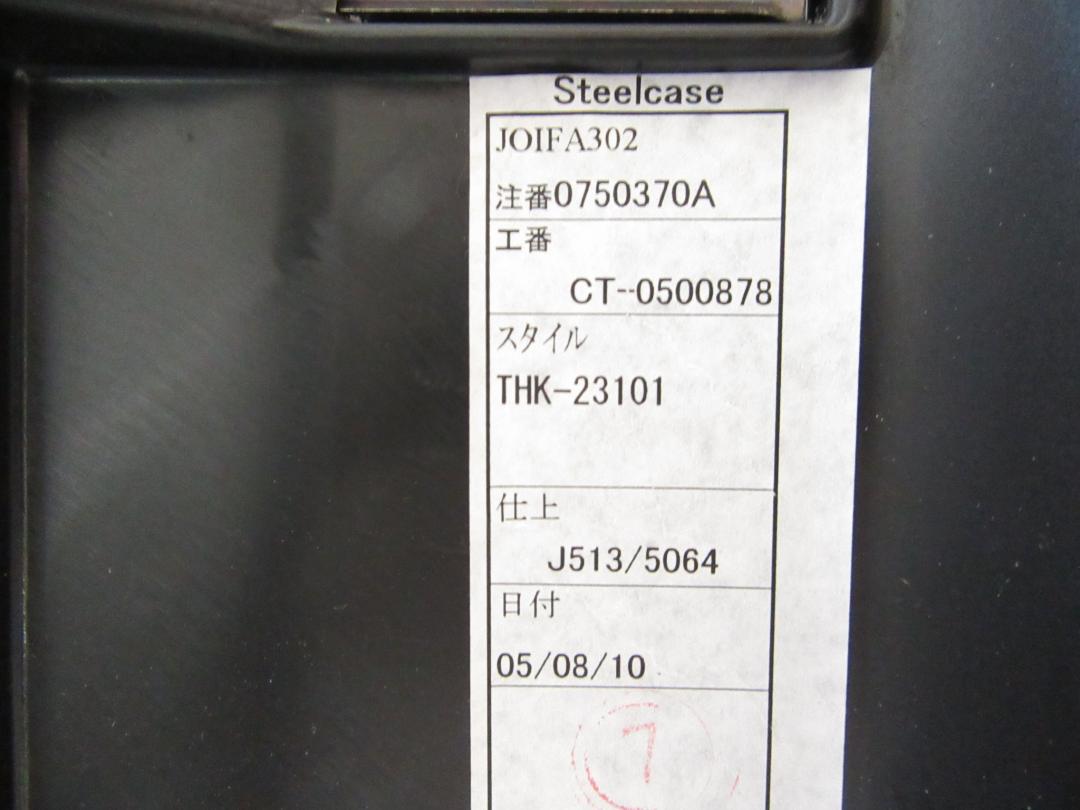 Steelcase
JOIFA302
注番0750370A
工番
CT--0500878
スタイル
THK-23101
仕上
J513/5064
日付
05/08/10
7